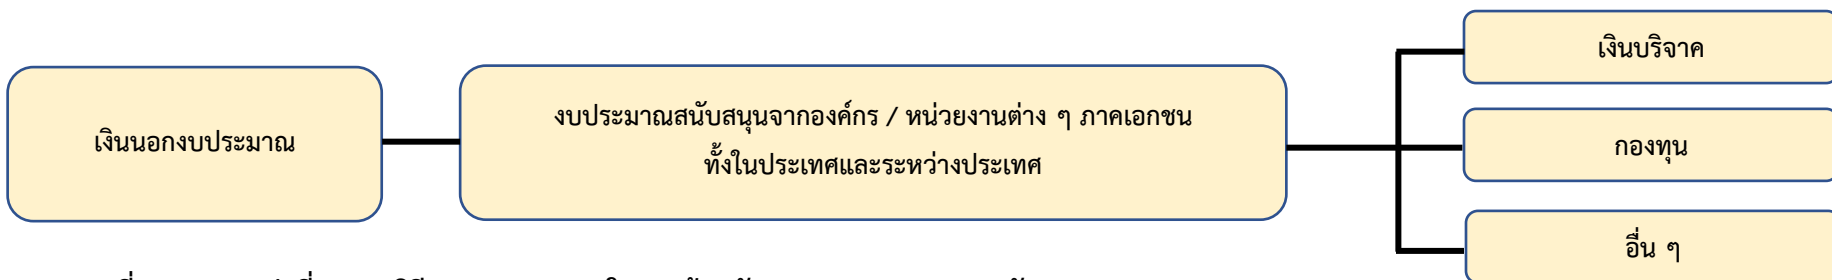 เงินนอกงบประมาณ
งบประมาณสนับสนุนจากองค์กร / หน่วยงานต่าง ๆ ภาคเอกชน
ทั้งในประเทศและระหว่างประเทศ
เงินบริจาค
กองทุน
อื่น ๆ